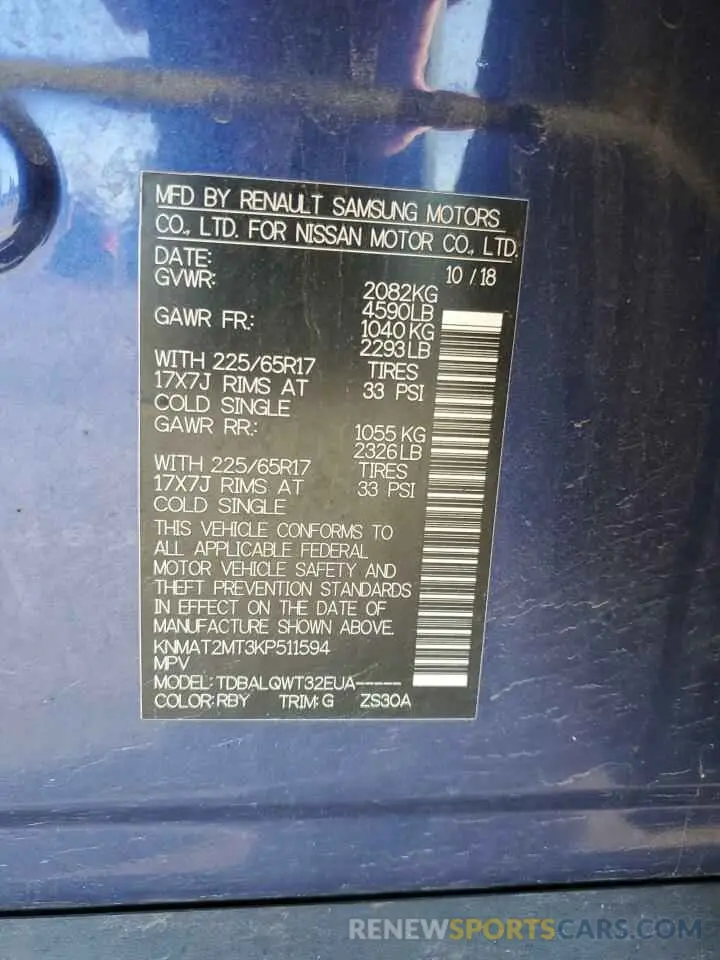 MFD BY RENAULT SAMSUNG MOTORS
CO., LTD. FOR NISSAN MOTOR CO., LTD.
DATE: 10 / 18
GVWR: 2082KG
4590LB
GAWR FR.: 1040KG
2293LB
WITH 225/65R17 TIRES
17X7J RIMS AT 33 PSI
COLD SINGLE
GAWR RR.: 1055KG
2326LB
WITH 225/65R17 TIRES
17X7J RIMS AT 33 PSI
COLD SINGLE
THIS VEHICLE CONFORMS TO
ALL APPLICABLE FEDERAL
MOTOR VEHICLE SAFETY AND
THEFT PREVENTION STANDARDS
IN EFFECT ON THE DATE OF
MANUFACTURE SHOWN ABOVE.
KNMAT2MT3KP511594
MPV
MODEL: TDBALQWT32EUA-----
COLOR: RBY TRIM: G ZS30A
RENEWSPORTSCARS.COM